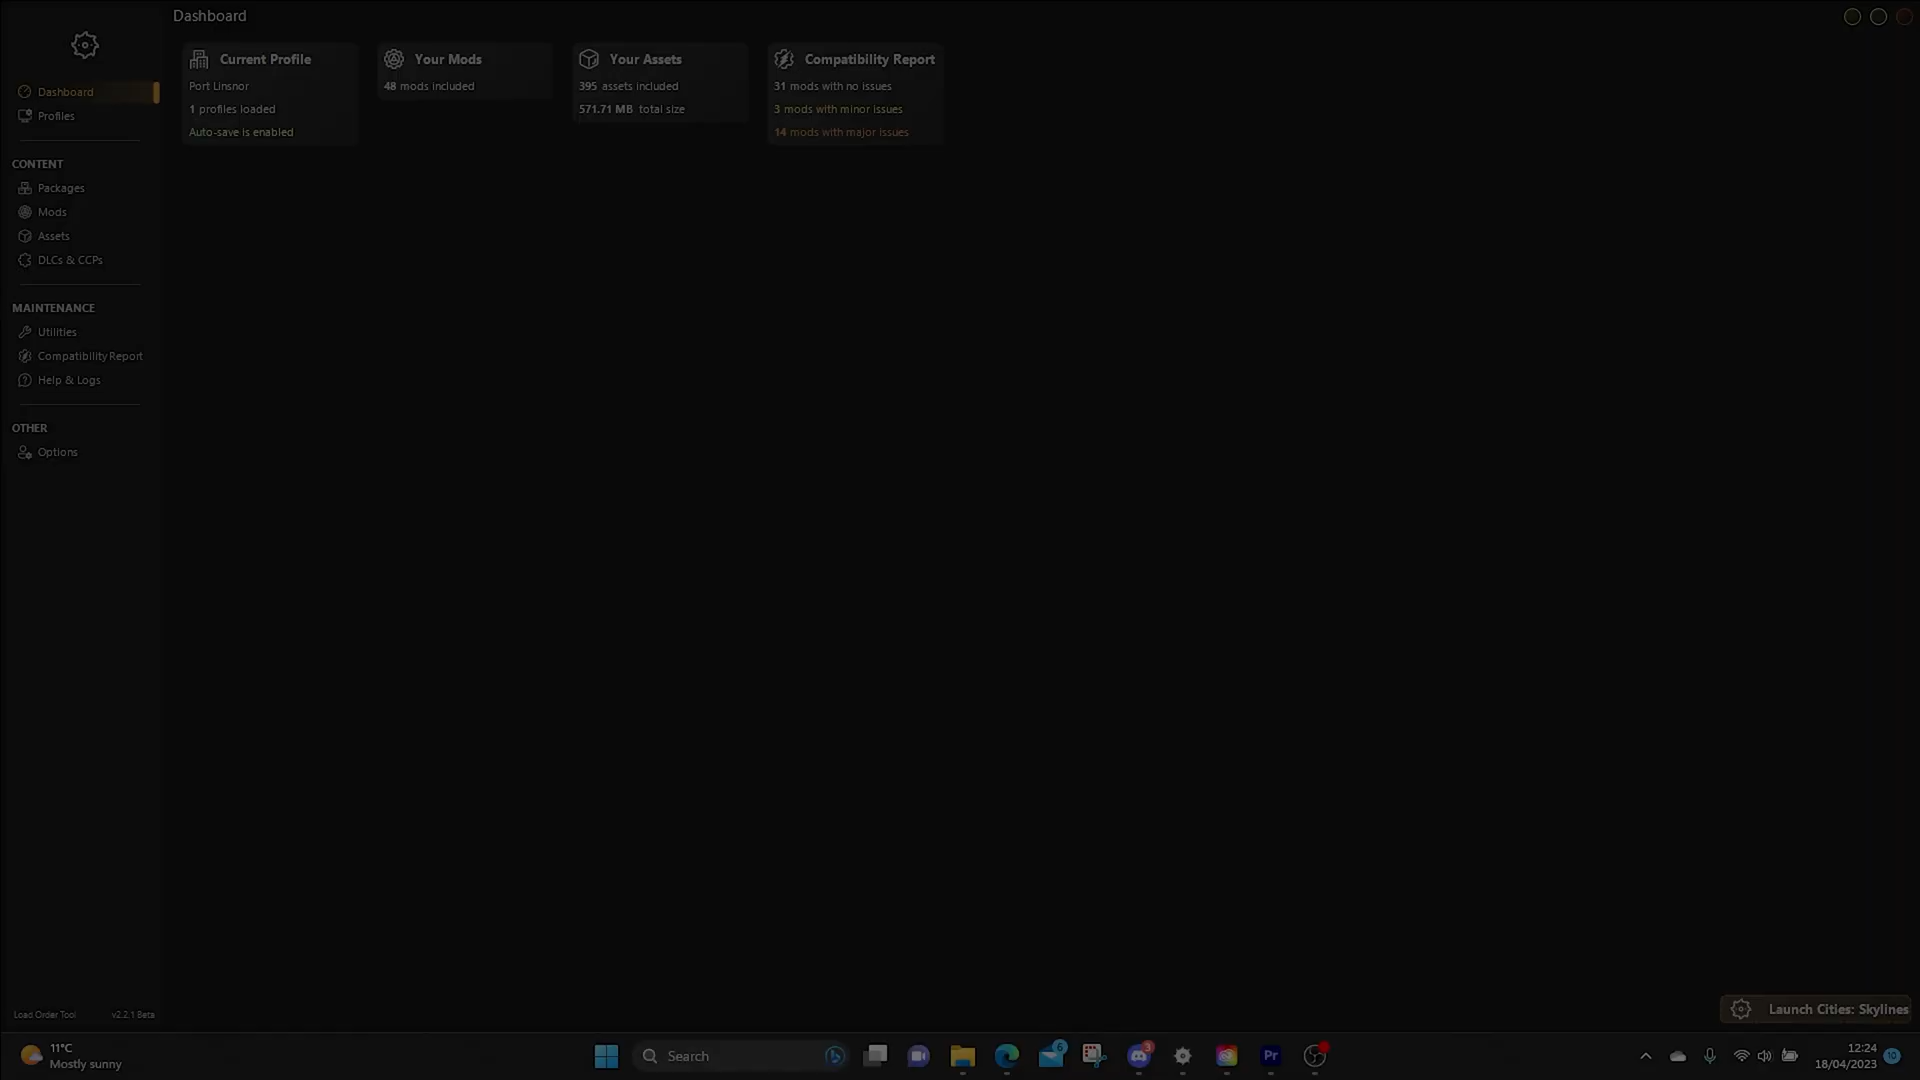 Dashboard
Dashboard
Profiles
CONTENT
Packages
Mods
Assets
DLCs & CCPs
MAINTENANCE
Utilities
Compatibility Report
Help & Logs
OTHER
Options
Load Order Tool v2.2.1 Beta
Current Profile
Port Linsnor
1 profiles loaded
Auto-save is enabled
Your Mods
48 mods included
Your Assets
395 assets included
571.71 MB total size
Compatibility Report
31 mods with no issues
3 mods with minor issues
14 mods with major issues
Launch Cities: Skylines
11°C
Mostly sunny
Search
6
3
Pr
12:24
18/04/2023
10